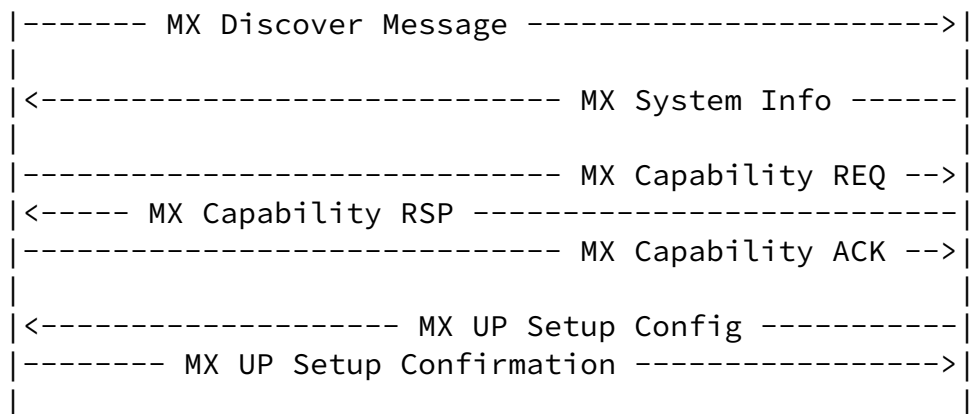 |------- MX Discover Message ----------------------->|
|                                                    |
|<----------------------------- MX System Info ------|
|                                                    |
|------------------------------ MX Capability REQ -->|
|<----- MX Capability RSP ---------------------------|
|------------------------------ MX Capability ACK -->|
|                                                    |
|<-------------------- MX UP Setup Config -----------|
|-------- MX UP Setup Confirmation ----------------->|
|                                                    |